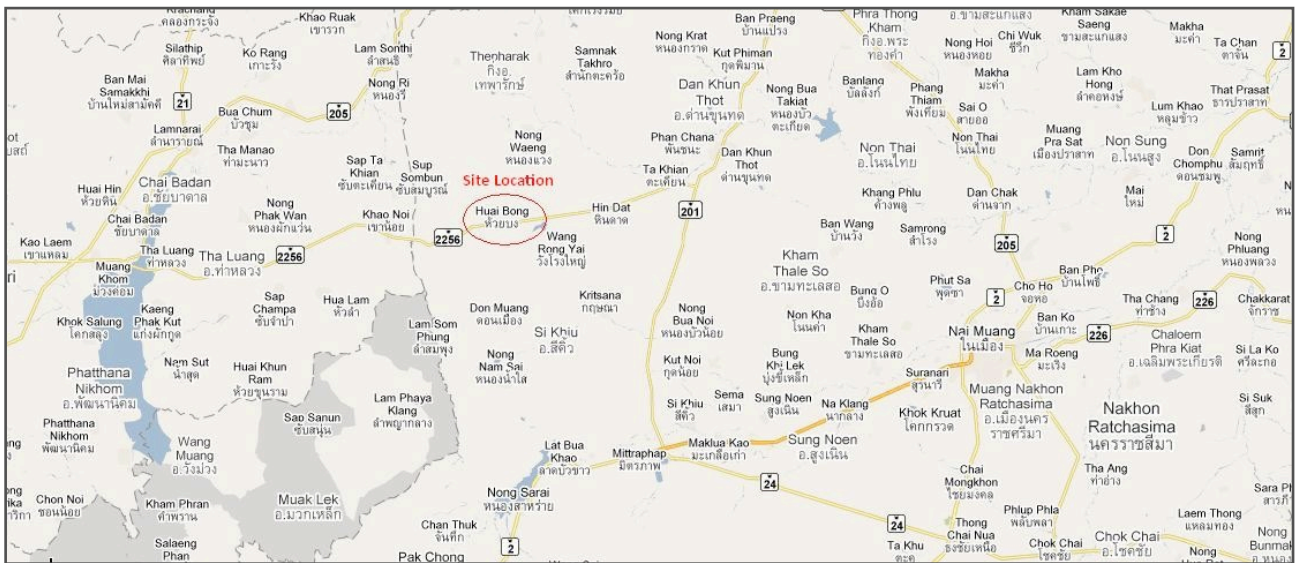 Krachang
คลองกระจัง
Khao Ruak
เขารวก
Silathip
ศิลาทิพย์
Ko Rang
เกาะรัง
Lam Sonthi
ลำสนธิ
Thepharak
กิ่งอ.
เทพารักษ์
Samnak
Takhro
สำนักตะคร้อ
Nong Krat
หนองกราด
Ban Praeng
บ้านแปรง
Kut Phiman
กุดพิมาน
Phra Thong
Kham
กิ่งอ.พระ
ทองคำ
อ.ขามสะแกแสง
Nong Hoi
หนองหอย
Chi Wuk
ชีวึก
Kham Sakae
Saeng
ขามสะแกแสง
Makha
มะค่า
Ta Chan
ตาจั่น
2
Ban Mai
Samakkhi
บ้านใหม่สามัคคี
21
Nong Ri
หนองรี
Bua Chum
บัวชุม
205
Dan Khun
Thot
อ.ด่านขุนทด
Nong Bua
Takiat
หนองบัว
ตะเกียด
Banlang
บัลลังก์
Phang
Thiam
พังเทียม
Makha
มะค่า
Lam Kho
Hong
ลำคอหงษ์
That Prasat
ธารปราสาท
Sai O
สายออ
Lum Khao
หลุมข้าว
Lamnarai
ลำนารายณ์
Tha Manao
ท่ามะนาว
Nong
Waeng
หนองแวง
Phan Chana
พันชนะ
Dan Khun
Thot
ด่านขุนทด
Non Thai
อ.โนนไทย
Non Thai
โนนไทย
Muang
Pra Sat
เมืองปราสาท
Non Sung
อ.โนนสูง
Don
Chomphu
ดอนชมพู
Samrit
สัมฤทธิ์
Sap Ta
Khian
ซับตะเคียน
Sup
Sombun
ซับสมบูรณ์
Ta Khian
ตะเคียน
Huai Hin
ห้วยหิน
Chai Badan
อ.ชัยบาดาล
Site Location
Huai Bong
ห้วยบง
Hin Dat
หินดาด
201
Khang Phlu
ค้างพลู
Dan Chak
ด่านจาก
Mai
ใหม่
Chai Badan
ชัยบาดาล
Nong
Phak Wan
หนองผักแว่น
Khao Noi
เขาน้อย
2256
Wang
Rong Yai
วังโรงใหญ่
Ban Wang
บ้านวัง
Samrong
สำโรง
205
2
Kao Laem
เขาแหลม
Tha Luang
ท่าหลวง
Tha Luang
อ.ท่าหลวง
2256
Nong
Phluang
หนองพลวง
Muang
Khom
ม่วงค่อม
Kham
Thale So
อ.ขามทะเลสอ
Phut Sa
พุดซา
Ban Pho
บ้านโพธิ์
Cho Ho
จอหอ
2
Bung O
บึงอ้อ
Sap
Champa
ซับจำปา
Hua Lam
หัวลำ
Don Muang
ดอนเมือง
Kritsana
กฤษณา
Nong
Bua Noi
หนองบัวน้อย
Non Kha
โนนค่า
Tha Chang
ท่าช้าง
226
Chakkarat
จักราช
Khok Salung
โคกสลุง
Kaeng
Phak Kut
แก่งผักกูด
Lam Som
Phung
ลำสมพุง
Si Khiu
อ.สีคิ้ว
Kham
Thale So
ขามทะเลสอ
Nai Muang
ในเมือง
Ban Ko
บ้านเกาะ
226
Chaloem
Phra Kiat
อ.เฉลิมพระเกียรติ
Nam Sut
น้ำสุด
Huai Khun
Ram
ห้วยขุนราม
Nong
Nam Sai
หนองน้ำใส
Kut Noi
กุดน้อย
Bung
Khi Lek
บุ่งขี้เหล็ก
Ma Roeng
มะเริง
Si La Ko
ศรีละกอ
Phatthana
Nikhom
อ.พัฒนานิคม
Suranari
สุรนารี
Lam Phaya
Klang
ลำพญากลาง
Si Khiu
สีคิ้ว
Sema
เสมา
Sung Noen
สูงเนิน
Na Klang
นากลาง
Muang Nakhon
Ratchasima
อ.เมืองนคร
ราชศรีมา
Si Suk
สีสุก
Sap Sanun
ซับสนุ่น
Khok Kruat
โคกกรวด
Nakhon
Ratchasima
นครราชสีมา
Phatthana
Nikhom
พัฒนานิคม
Wang
Muang
อ.วังม่วง
Lat Bua
Khao
ลาดบัวขาว
Mittraphap
มิตรภาพ
Maklua Kao
มะเกลือเก่า
Sung Noen
อ.สูงเนิน
24
Tha Ang
ท่าอ่าง
Chai
Mongkhon
ไชยมงคล
Chon Noi
ชอนน้อย
Kham Phran
คำพราน
Muak Lek
อ.มวกเหล็ก
Nong Sarai
หนองสาหร่าย
Phlup Phla
พลับพลา
Laem Thong
แหลมทอง
Chan Thuk
จันทึก
24
Thong
Chai Nua
ธงชัยเหนือ
Chok Chai
โชคชัย
Chok Chai
อ.โชคชัย
Salaeng
Phan
Pak Chong
2
Ta Khu
ตะคุ
Nong